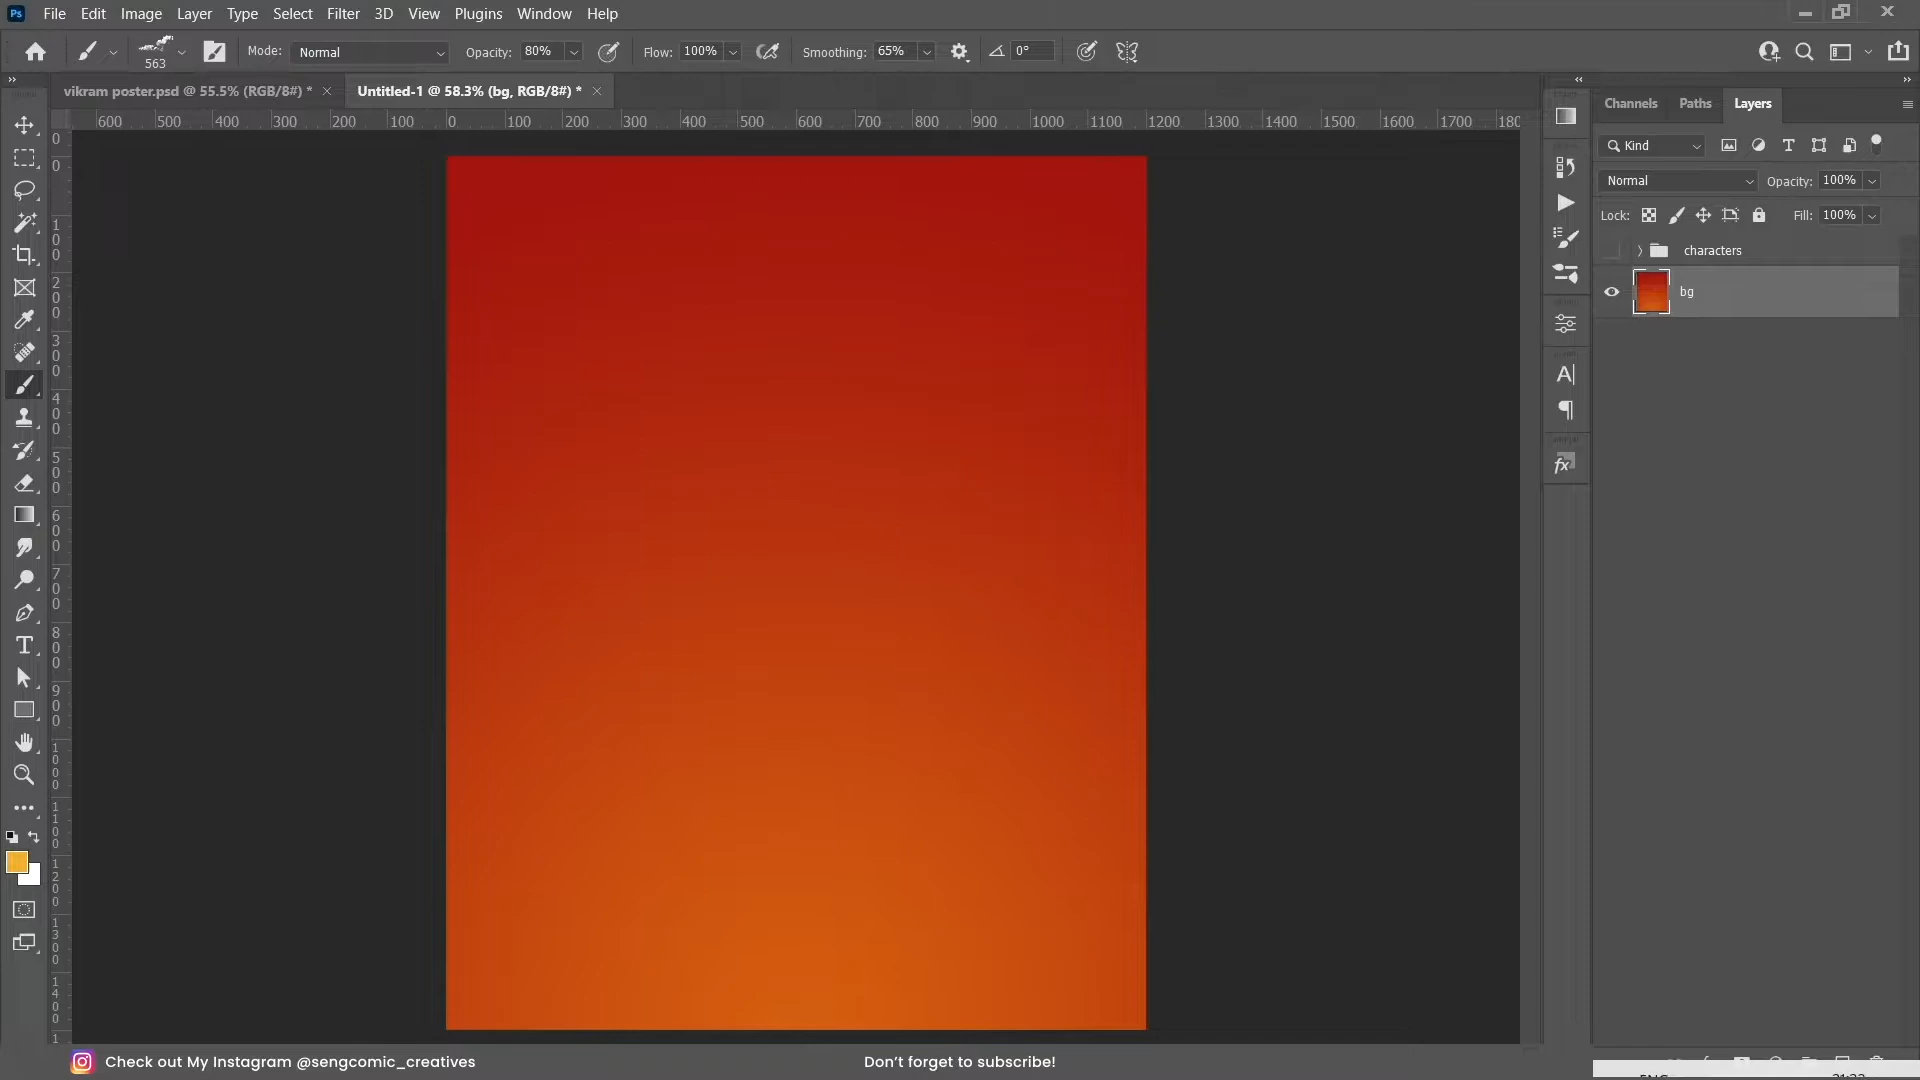 Ps File Edit Image Layer Type Select Filter 3D View Plugins Window Help
563 Mode: Normal Opacity: 80% Flow: 100% Smoothing: 65% 0°
vikram poster.psd @ 55.5% (RGB/8#) * × Untitled-1 @ 58.3% (bg, RGB/8#) * ×
600 500 400 300 200 100 0 100 200 300 400 500 600 700 800 900 1000 1100 1200 1300 1400 1500 1600 1700 180
0
0
100
200
300
400
500
600
700
800
900
1000
1100
1200
1300
1400
1
Channels Paths Layers
Kind
Normal Opacity: 100%
Lock: Fill: 100%
characters
bg
Check out My Instagram @sengcomic_creatives
Don't forget to subscribe!